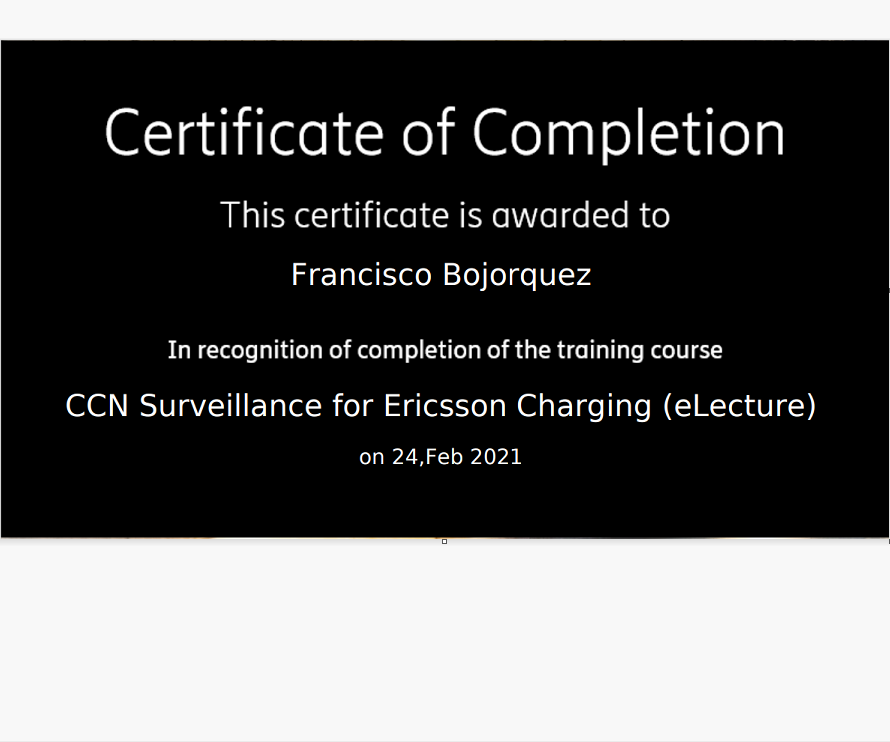 Certificate of Completion
This certificate is awarded to
Francisco Bojorquez
In recognition of completion of the training course
CCN Surveillance for Ericsson Charging (eLecture)
on 24,Feb 2021